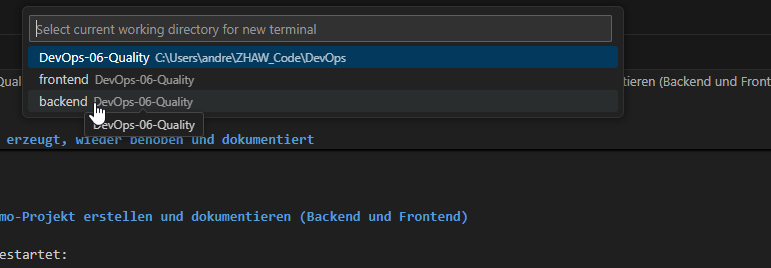 Select current working directory for new terminal
DevOps-06-Quality C:\Users\andre\ZHAW_Code\DevOps
frontend DevOps-06-Quality
Qual
tieren (Backend und Front
backend DevOps-06-Quality
DevOps-06-Quality
erzeugt, wieder behoben und dokumentiert
mo-Projekt erstellen und dokumentieren (Backend und Frontend)
estartet: